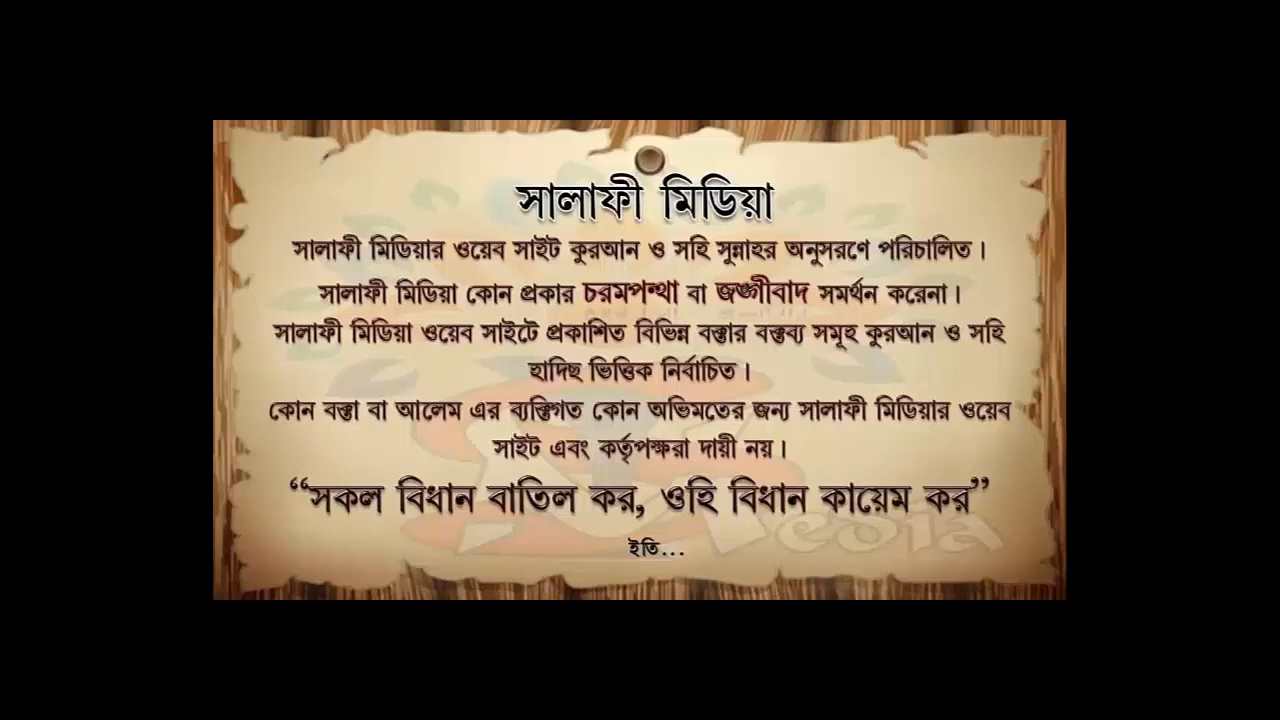 সালাফী মিডিয়া
সালাফী মিডিয়ার ওয়েব সাইট কুরআন ও সহি সুন্নাহর অনুসরণে পরিচালিত।
সালাফী মিডিয়া কোন প্রকার চরমপন্থা বা জঙ্গীবাদ সমর্থন করেনা।
সালাফী মিডিয়া ওয়েব সাইটে প্রকাশিত বিভিন্ন বক্তার বক্তব্য সমূহ কুরআন ও সহি
হাদিছ ভিত্তিক নির্বাচিত।
কোন বক্তা বা আলেম এর ব্যক্তিগত কোন অভিমতের জন্য সালাফী মিডিয়ার ওয়েব
সাইট এবং কর্তৃপক্ষরা দায়ী নয়।
“সকল বিধান বাতিল কর, ওহি বিধান কায়েম কর”
ইতি...